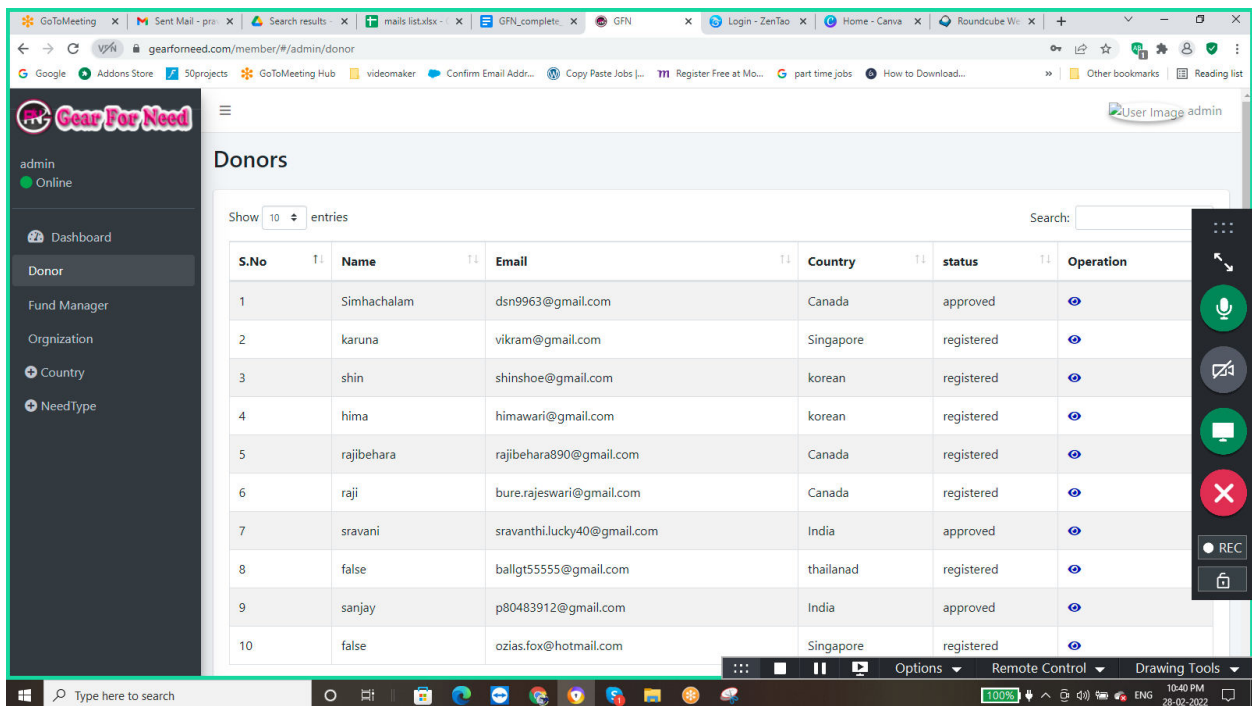 GoToMeeting
Sent Mail - pra
Search results -
mails list.xlsx -
GFN_complete_
GFN
Login - ZenTao
Home - Canva
Roundcube We
VPN gearforneed.com/member/#/admin/donor
Google Addons Store 50projects GoToMeeting Hub videomaker Confirm Email Addr... Copy Paste Jobs |... Register Free at Mo... part time jobs How to Download... » Other bookmarks Reading list
Gear For Need
User Image admin
admin
Online
Dashboard
Donor
Fund Manager
Orgnization
Country
NeedType
Donors
Show 10 entries
Search:
S.No Name Email Country status Operation
1 Simhachalam dsn9963@gmail.com Canada approved
2 karuna vikram@gmail.com Singapore registered
3 shin shinshoe@gmail.com korean registered
4 hima himawari@gmail.com korean registered
5 rajibehara rajibehara890@gmail.com Canada registered
6 raji bure.rajeswari@gmail.com Canada registered
7 sravani sravanthi.lucky40@gmail.com India approved
8 false ballgt55555@gmail.com thailanad registered
9 sanjay p80483912@gmail.com India approved
10 false ozias.fox@hotmail.com Singapore registered
REC
Options Remote Control Drawing Tools
Type here to search
100% ENG 10:40 PM
28-02-2022